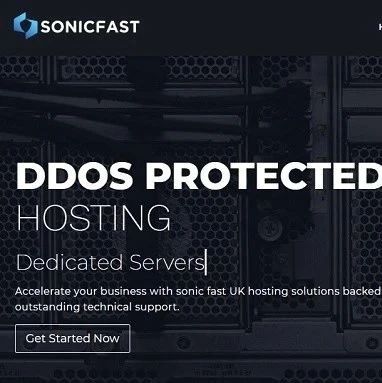 SONICFAST
DDOS PROTECTED
HOSTING
Dedicated Servers
Accelerate your business with sonic fast UK hosting solutions backed
outstanding technical support.
Get Started Now